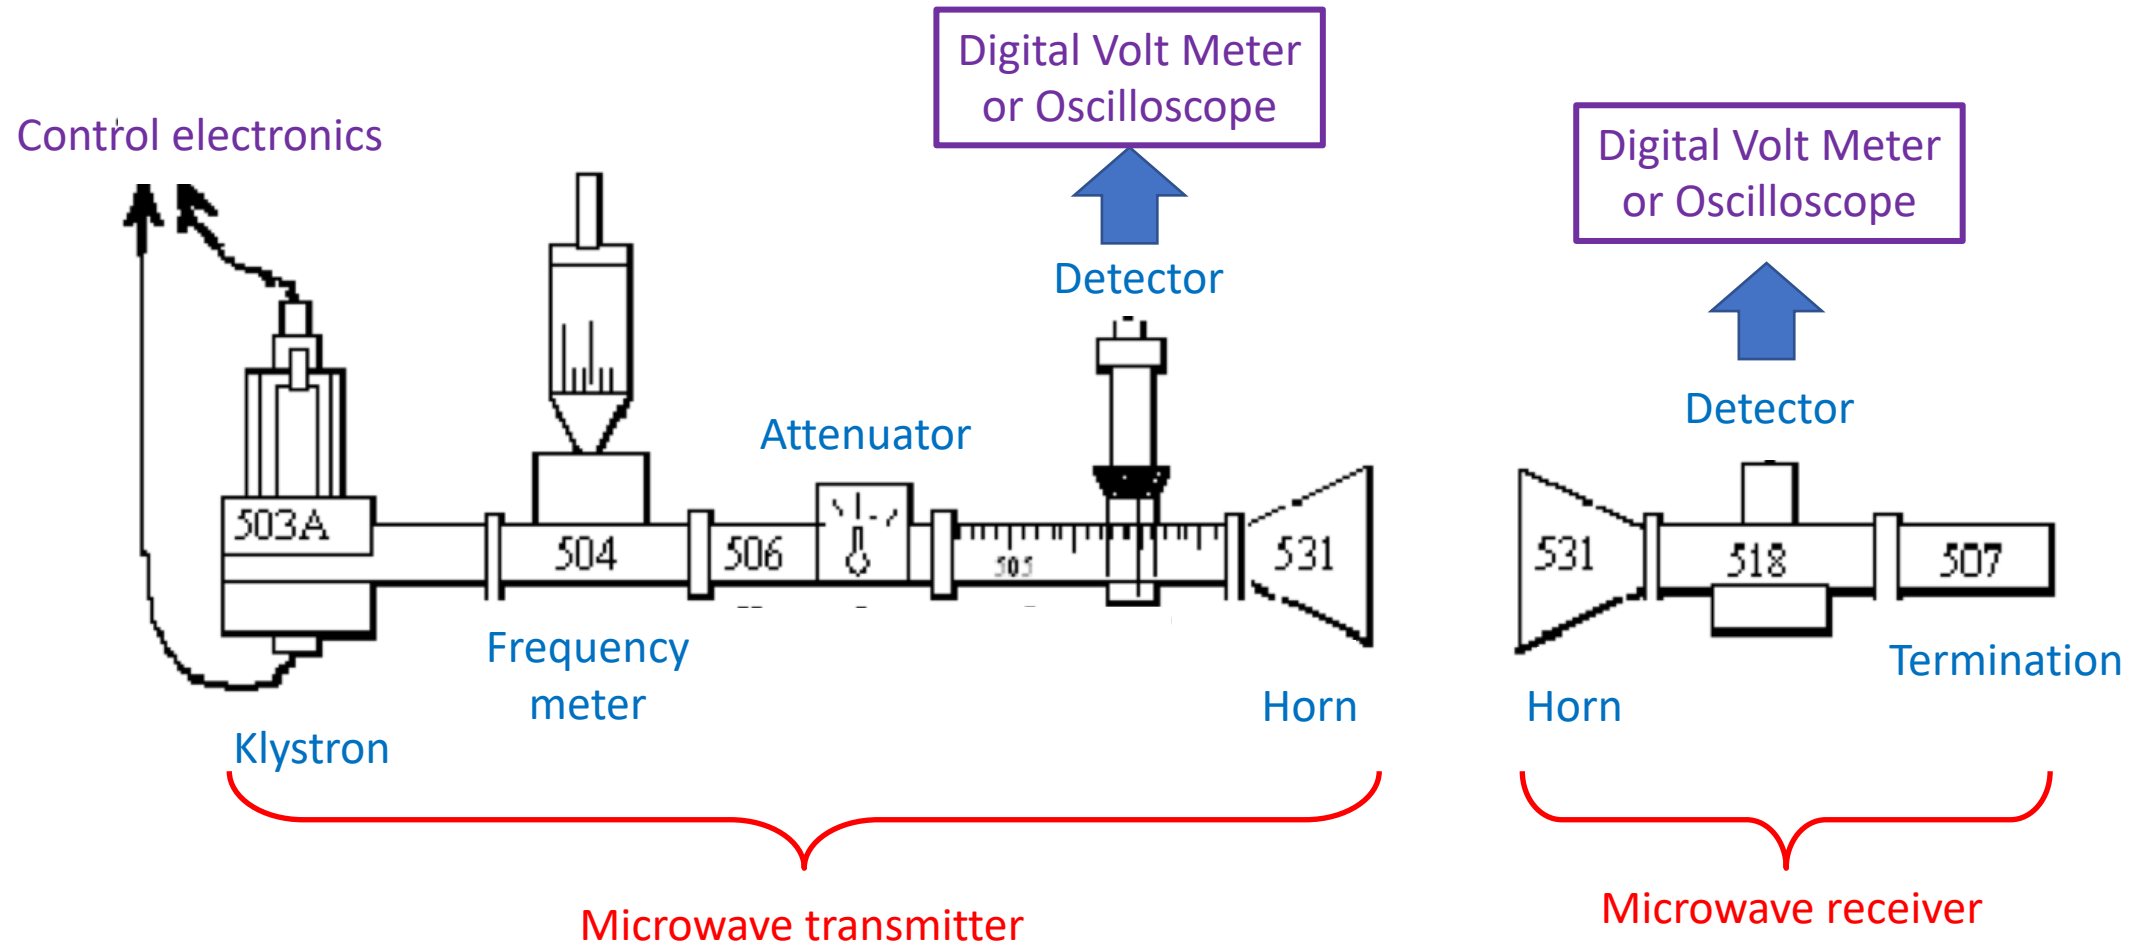 Digital Volt Meter
or Oscilloscope
Control electronics
Digital Volt Meter
or Oscilloscope
Detector
Detector
Attenuator
503A
504
506
505
531
531
518
507
Frequency
meter
Termination
Horn
Horn
Klystron
Microwave transmitter
Microwave receiver